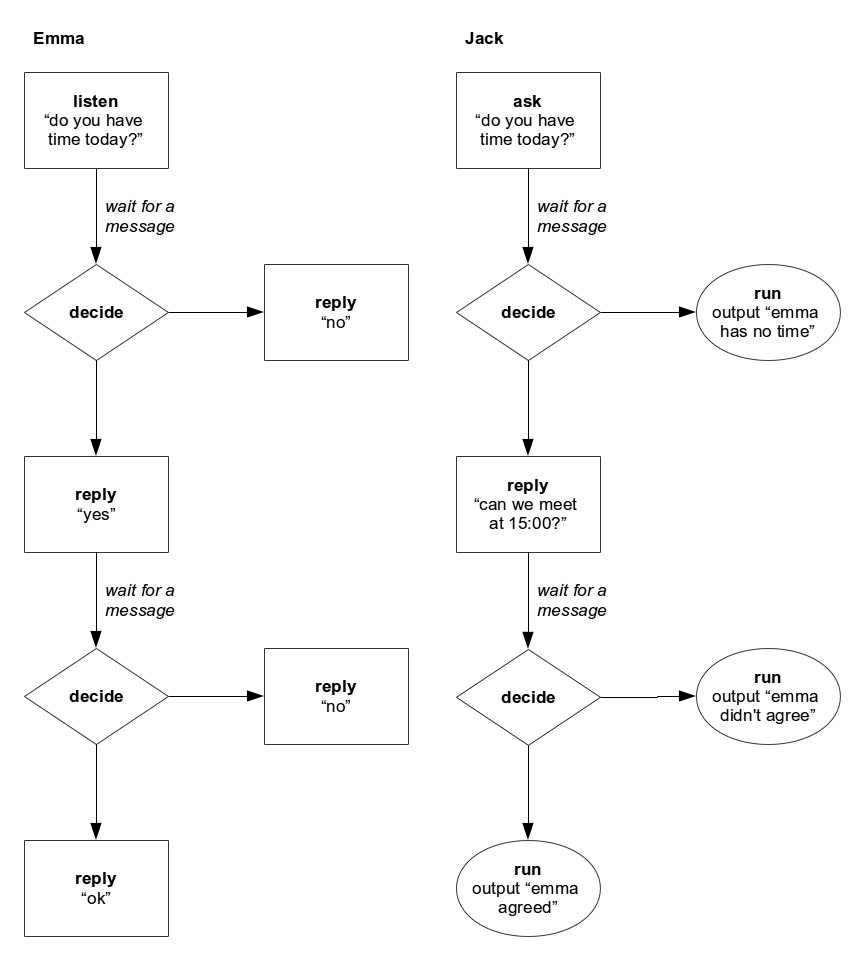 Emma
listen
“do you have
time today?”
wait for a
message
decide
reply
“no”
reply
“yes”
wait for a
message
decide
reply
“no”
reply
“ok”
Jack
ask
“do you have
time today?”
wait for a
message
decide
run
output “emma
has no time”
reply
“can we meet
at 15:00?”
wait for a
message
decide
run
output “emma
didn't agree”
run
output “emma
agreed”